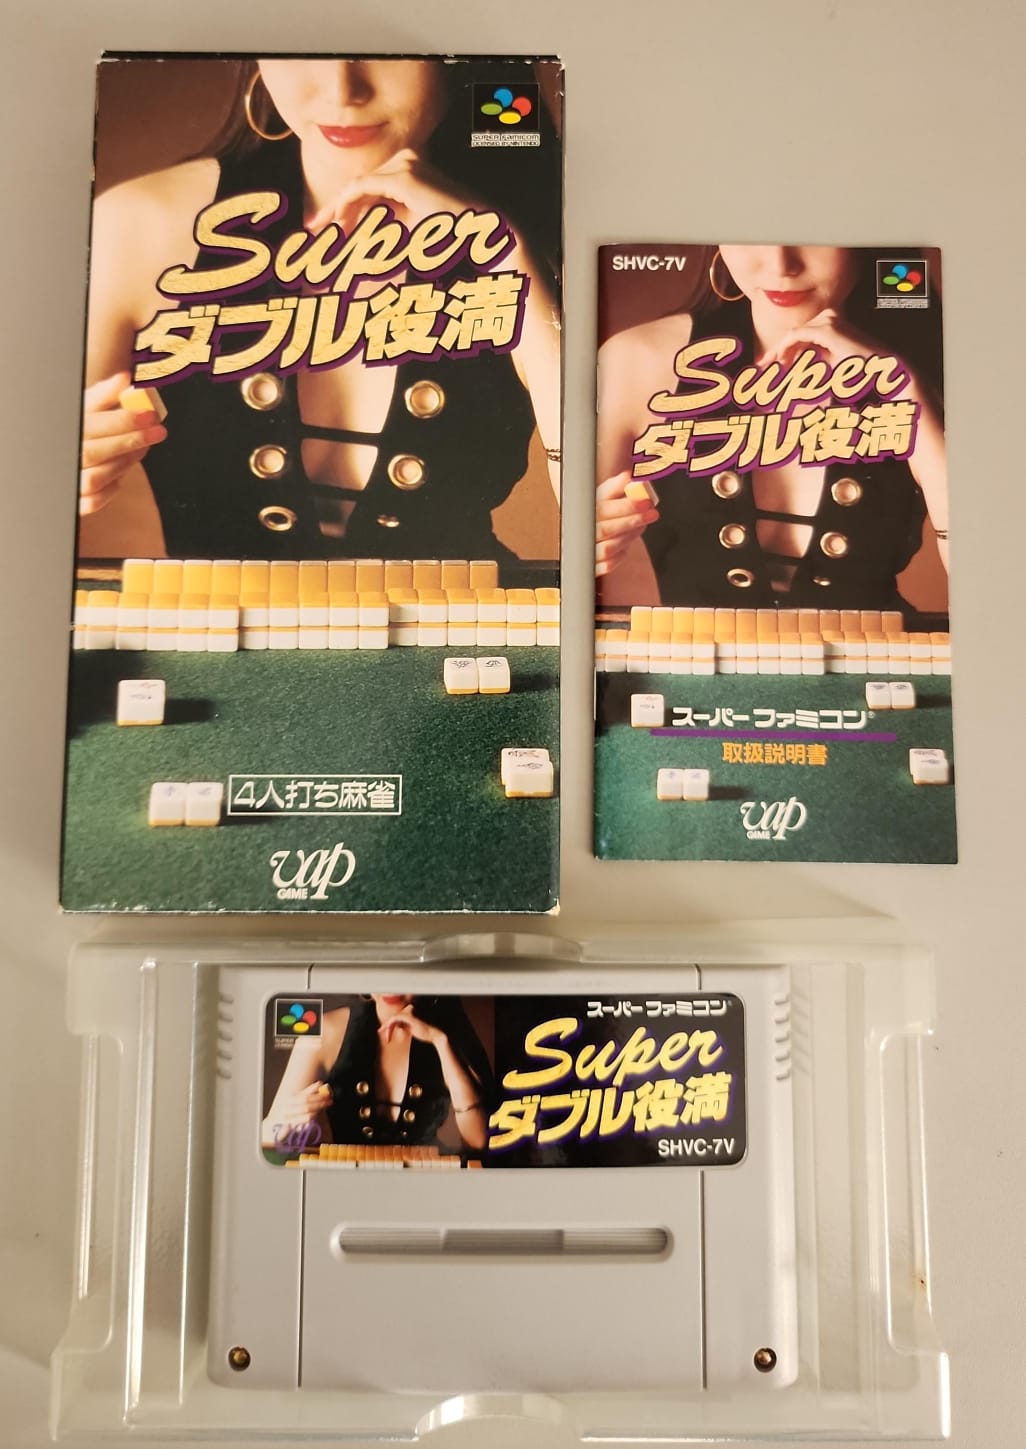 SUPER FAMICOM
LICENSED BY NINTENDO
Super
ダブル役満
4人打ち麻雀
vap
GAME
SHVC-7V
Super
ダブル役満
スーパーファミコン®
取扱説明書
vap
GAME
スーパーファミコン®
Super
ダブル役満
SHVC-7V
vap